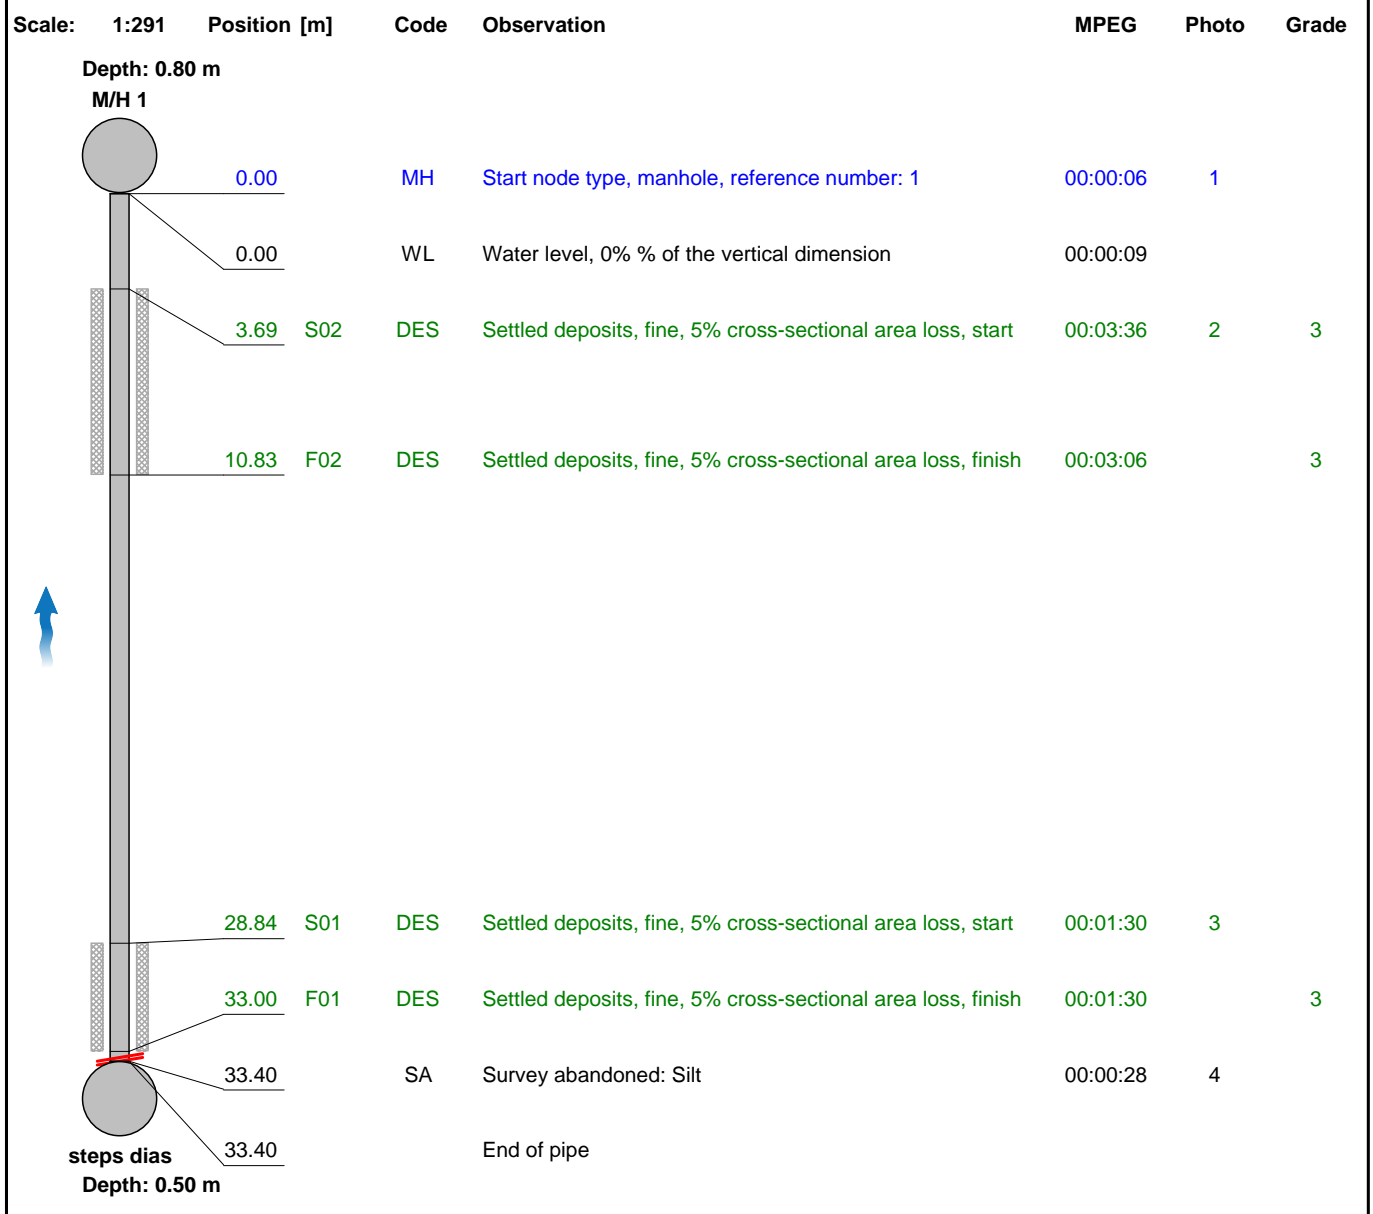 Scale: 1:291 Position [m] Code Observation MPEG Photo Grade
Depth: 0.80 m
M/H 1
0.00 MH Start node type, manhole, reference number: 1 00:00:06 1
0.00 WL Water level, 0% % of the vertical dimension 00:00:09
3.69 S02 DES Settled deposits, fine, 5% cross-sectional area loss, start 00:03:36 2 3
10.83 F02 DES Settled deposits, fine, 5% cross-sectional area loss, finish 00:03:06 3
28.84 S01 DES Settled deposits, fine, 5% cross-sectional area loss, start 00:01:30 3
33.00 F01 DES Settled deposits, fine, 5% cross-sectional area loss, finish 00:01:30 3
33.40 SA Survey abandoned: Silt 00:00:28 4
33.40 End of pipe
steps dias
Depth: 0.50 m